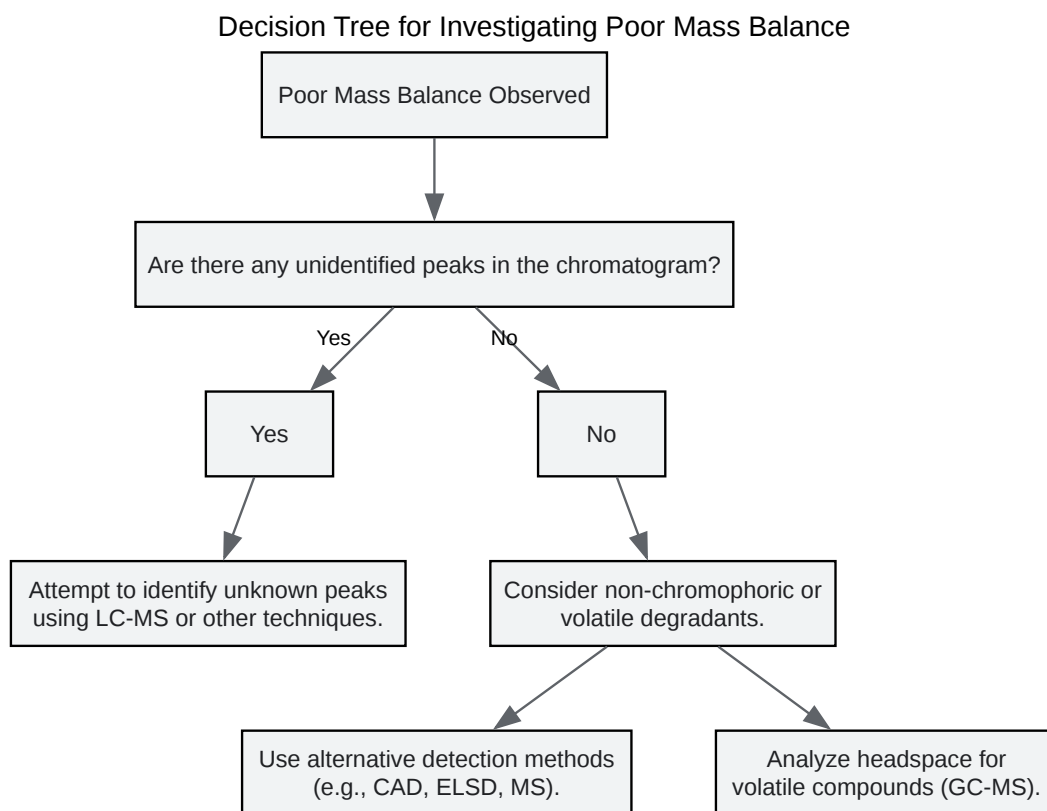 Decision Tree for Investigating Poor Mass Balance
Poor Mass Balance Observed
Are there any unidentified peaks in the chromatogram?
Yes
No
Yes
No
Attempt to identify unknown peaks
using LC-MS or other techniques.
Consider non-chromophoric or
volatile degradants.
Use alternative detection methods
(e.g., CAD, ELSD, MS).
Analyze headspace for
volatile compounds (GC-MS).